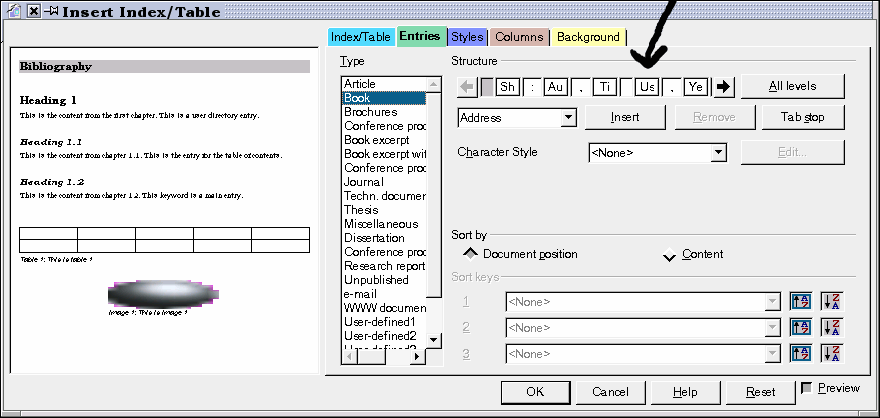 Insert Index/Table
Index/Table Entries Styles Columns Background
Bibliography
Heading 1
This is the content from the first chapter. This is a user directory entry.
Heading 1.1
This is the content from chapter 1.1. This is the entry for the table of contents.
Heading 1.2
This is the content from chapter 1.2. This keyword is a main entry.
Table 1: This is table 1
Image 1: This is image 1
Type
Article
Book
Brochures
Conference proc
Book excerpt
Book excerpt wit
Conference proc
Journal
Techn. documen
Thesis
Miscellaneous
Dissertation
Conference proc
Research report
Unpublished
e-mail
WWW documen
User-defined1
User-defined2
Structure
Sh : Au , Ti Us , Ye All levels
Address Insert Remove Tab stop
Character Style <None> Edit...
Sort by
Document position Content
Sort keys
1 <None>
2 <None>
3 <None>
OK Cancel Help Reset Preview